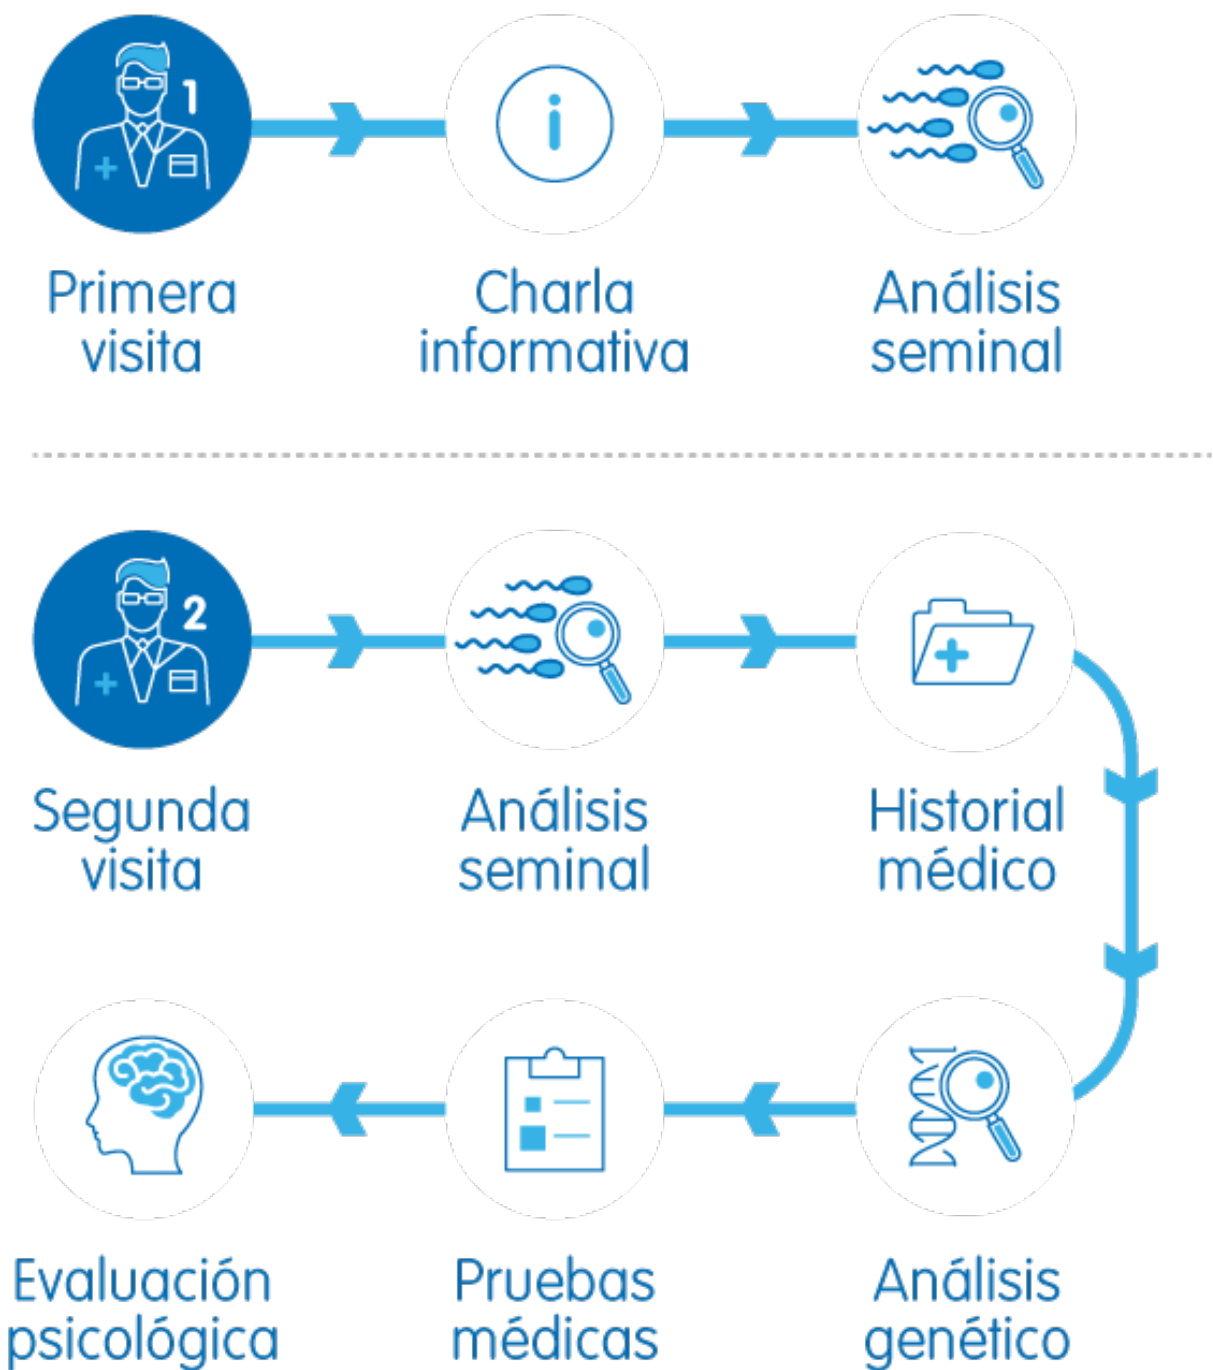 1
Primera
visita
Charla
informativa
Análisis
seminal
2
Segunda
visita
Análisis
seminal
Historial
médico
Evaluación
psicológica
Pruebas
médicas
Análisis
genético